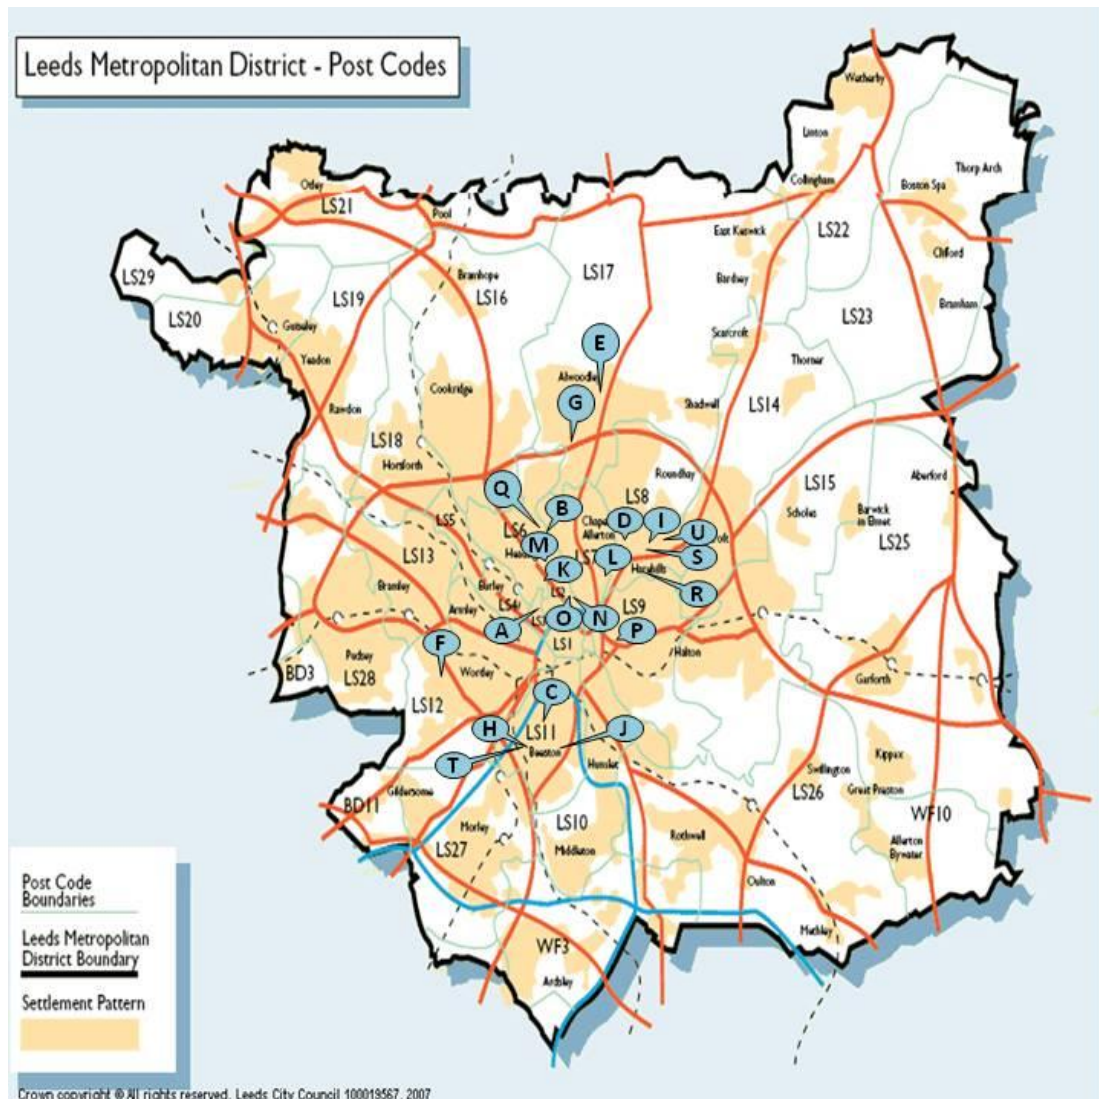 Leeds Metropolitan District - Post Codes
Wetherby
Linton
Thorp Arch
Collingham
Boston Spa
Otley
LS21
Pool
East Keswick
LS22
Clifford
LS29
Bramhope
LS17
Bardsey
LS19
LS16
Bramham
LS20
LS23
Guiseley
Scarcroft
E
Yeadon
Thorner
Alwoodle
Cookridge
G
Shadwell
LS14
Rawdon
LS18
Horsforth
Roundhay
Aberford
LS15
Q
LS8
Scholes
Barwick
in Elmet
B
LS5
D
I
LS6
Chape
Allerton
U
olt
LS25
M
LS13
L
S
LS7
K
Harehills
Bramley
Burley
R
LS2
Armley
LS4
LS9
A
O
N
P
LS1
F
Pudsey
Wortley
Halton
BD3
LS28
Garforth
LS12
C
H
LS11
J
Beeston
Kippax
T
Hunslet
Swillington
LS26
Great Preston
Gildersome
BD11
WF10
LS10
Morley
Rothwell
Allerton
Bywater
LS27
Middleton
Oulton
Post Code
Boundaries
Methley
Leeds Metropolitan
District Boundary
WF3
Ardsley
Settlement Pattern
Crown copyright © All rights reserved. Leeds City Council 100019567, 2007